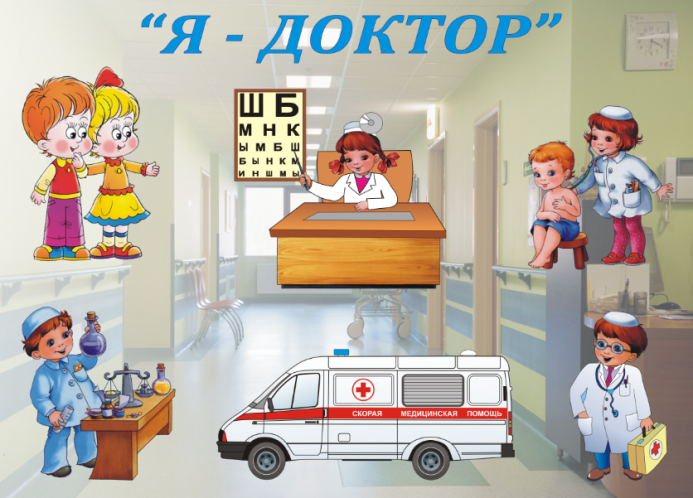 “Я - ДОКТОР”
Ш Б
М Н К
Ы М Б Ш
Б Ы Н К М
И Н Ш М Ы
СКОРАЯ МЕДИЦИНСКАЯ ПОМОЩЬ